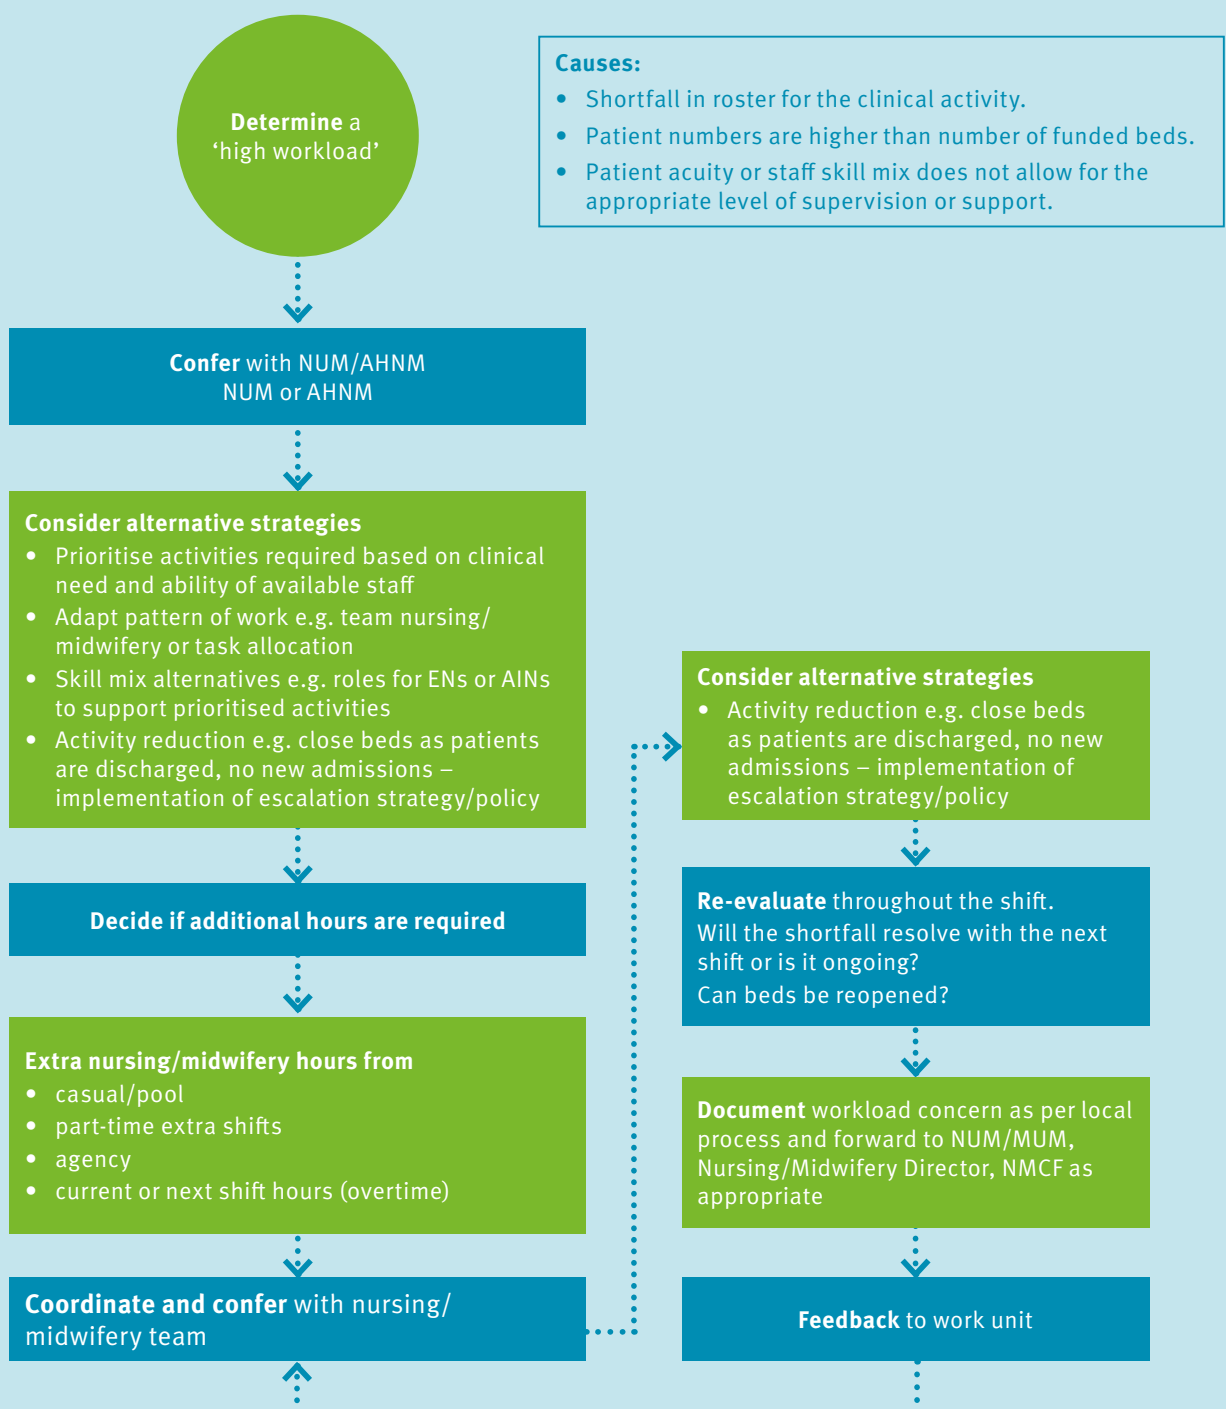 Determine a
‘high workload’
Causes:
• Shortfall in roster for the clinical activity.
• Patient numbers are higher than number of funded beds.
• Patient acuity or staff skill mix does not allow for the
appropriate level of supervision or support.
Confer with NUM/AHNM
NUM or AHNM
Consider alternative strategies
• Prioritise activities required based on clinical
need and ability of available staff
• Adapt pattern of work e.g. team nursing/
midwifery or task allocation
• Skill mix alternatives e.g. roles for ENs or AINs
to support prioritised activities
• Activity reduction e.g. close beds as patients
are discharged, no new admissions –
implementation of escalation strategy/policy
Decide if additional hours are required
Extra nursing/midwifery hours from
• casual/pool
• part-time extra shifts
• agency
• current or next shift hours (overtime)
Coordinate and confer with nursing/
midwifery team
Consider alternative strategies
• Activity reduction e.g. close beds
as patients are discharged, no new
admissions – implementation of
escalation strategy/policy
Re-evaluate throughout the shift.
Will the shortfall resolve with the next
shift or is it ongoing?
Can beds be reopened?
Document workload concern as per local
process and forward to NUM/MUM,
Nursing/Midwifery Director, NMCF as
appropriate
Feedback to work unit